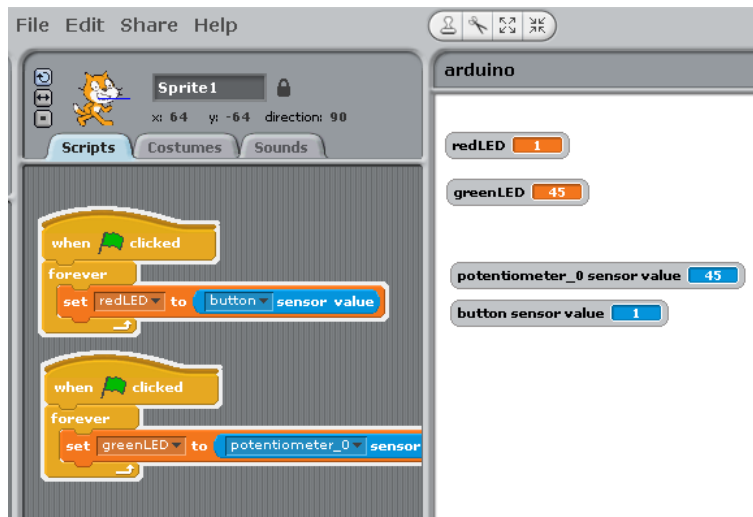 File Edit Share Help
Sprite1
x: 64 y: -64 direction: 90
Scripts Costumes Sounds
when clicked
forever
set redLED to button sensor value
when clicked
forever
set greenLED to potentiometer_0 sensor
arduino
redLED 1
greenLED 45
potentiometer_0 sensor value 45
button sensor value 1